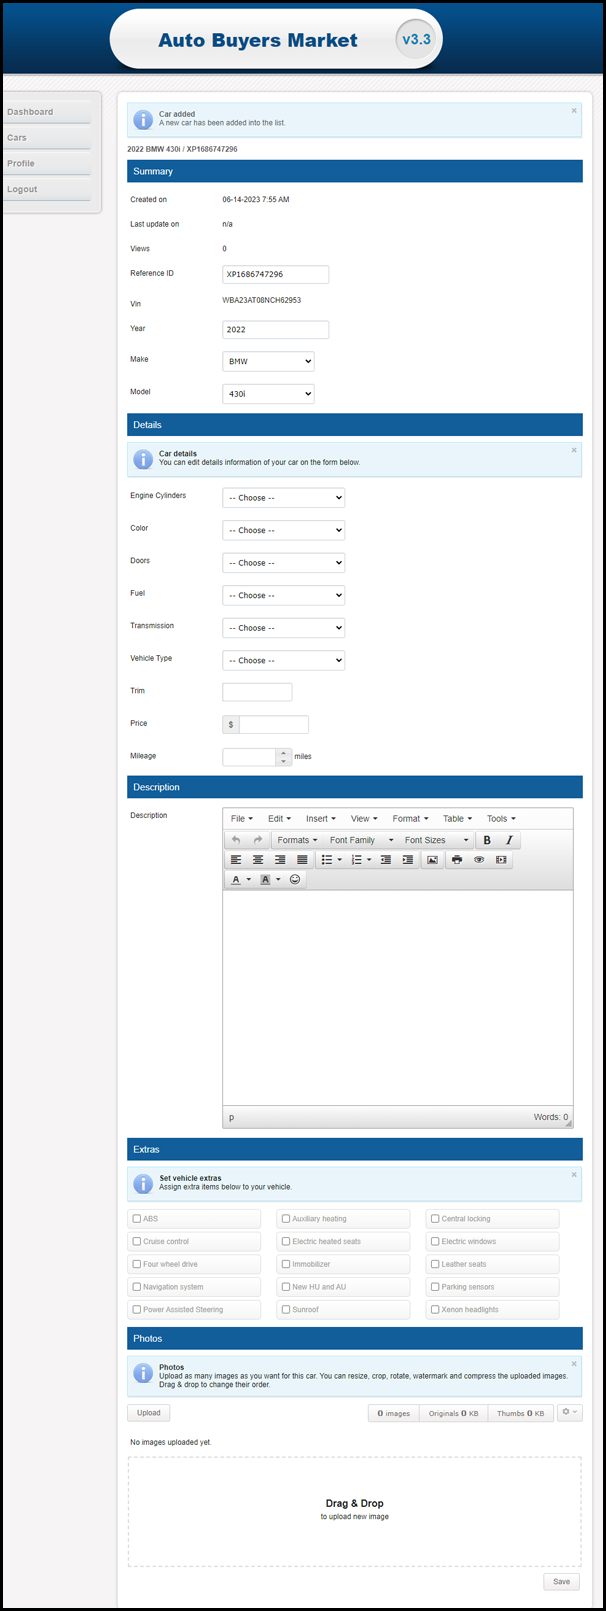 Auto Buyers Market
v3.3
Dashboard
Cars
Profile
Logout
Car added
A new car has been added into the list.
2022 BMW 430i / XP1686747296
Summary
Created on 06-14-2023 7:55 AM
Last update on n/a
Views 0
Reference ID XP1686747296
Vin WBA23AT08NCH62953
Year 2022
Make BMW
Model 430i
Details
Car details
You can edit details information of your car on the form below.
Engine Cylinders -- Choose --
Color -- Choose --
Doors -- Choose --
Fuel -- Choose --
Transmission -- Choose --
Vehicle Type -- Choose --
Trim
Price $
Mileage miles
Description
Description
File Edit Insert View Format Table Tools
Formats Font Family Font Sizes B I
A A
p Words: 0
Extras
Set vehicle extras
Assign extra items below to your vehicle.
ABS Auxiliary heating Central locking
Cruise control Electric heated seats Electric windows
Four wheel drive Immobilizer Leather seats
Navigation system New HU and AU Parking sensors
Power Assisted Steering Sunroof Xenon headlights
Photos
Photos
Upload as many images as you want for this car. You can resize, crop, rotate, watermark and compress the uploaded images.
Drag & drop to change their order.
Upload 0 images Originals 0 KB Thumbs 0 KB
No images uploaded yet.
Drag & Drop
to upload new image
Save